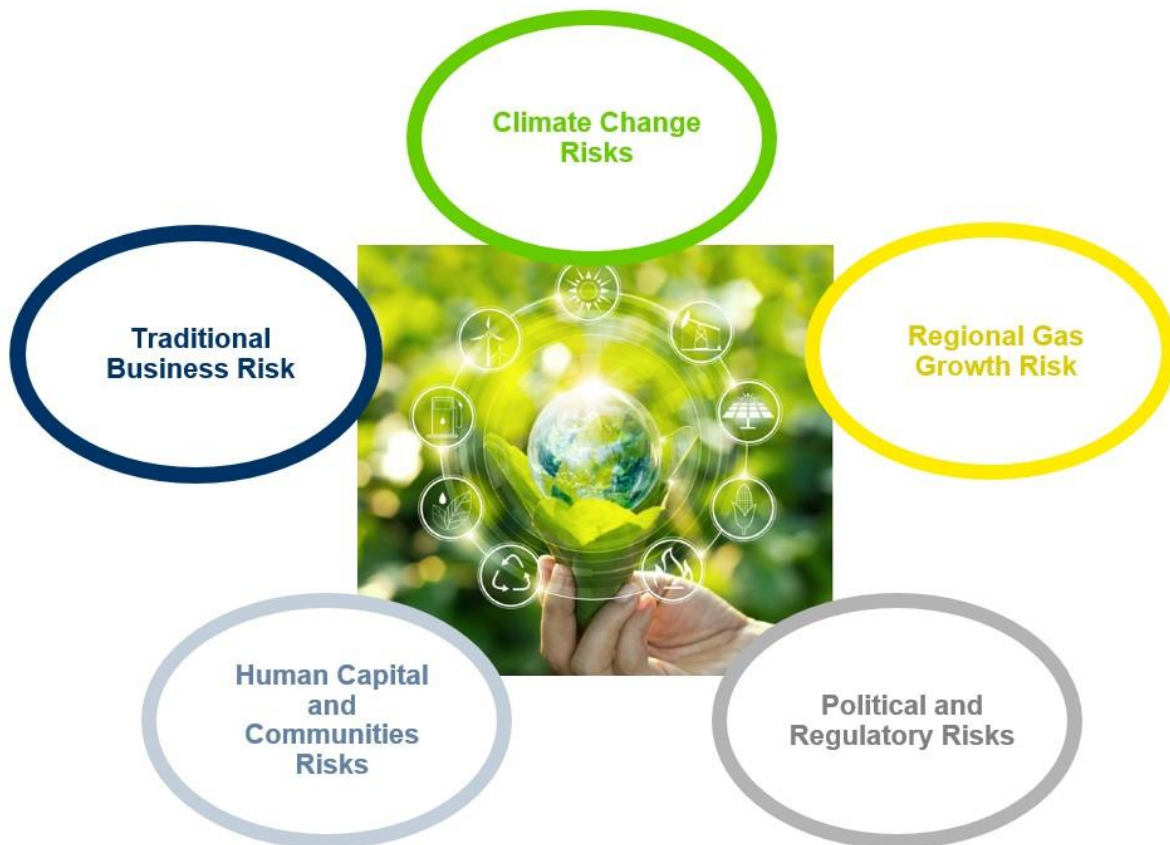 Climate Change
Risks
Traditional
Business Risk
Regional Gas
Growth Risk
Human Capital
and
Communities
Risks
Political and
Regulatory Risks